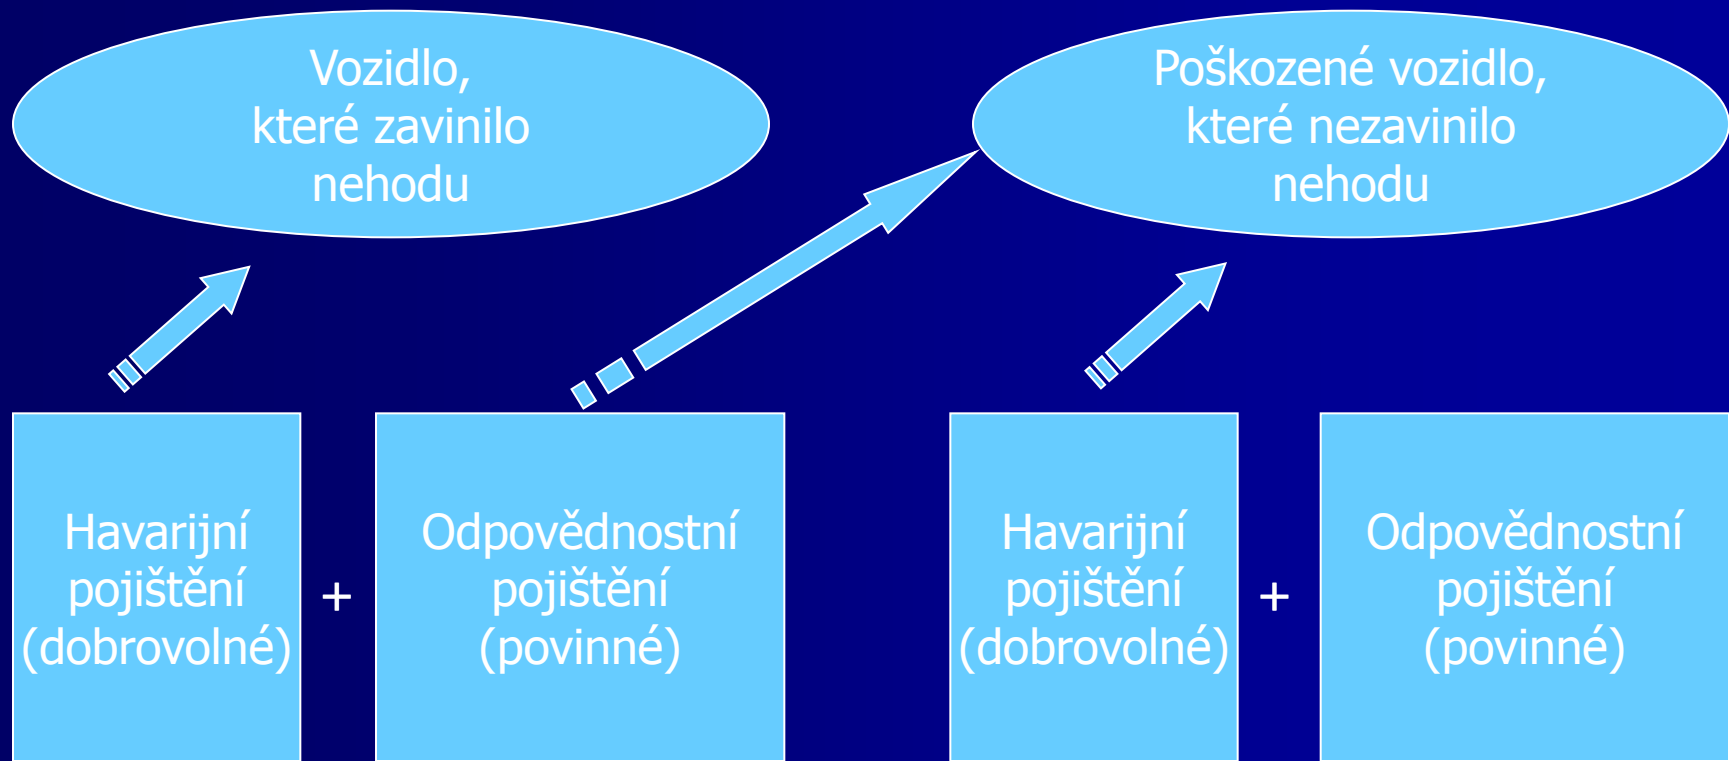 Vozidlo,
které zavinilo
nehodu
Poškozené vozidlo,
které nezavinilo
nehodu
Havarijní
pojištění
(dobrovolné)
+
Odpovědnostní
pojištění
(povinné)
Havarijní
pojištění
(dobrovolné)
+
Odpovědnostní
pojištění
(povinné)